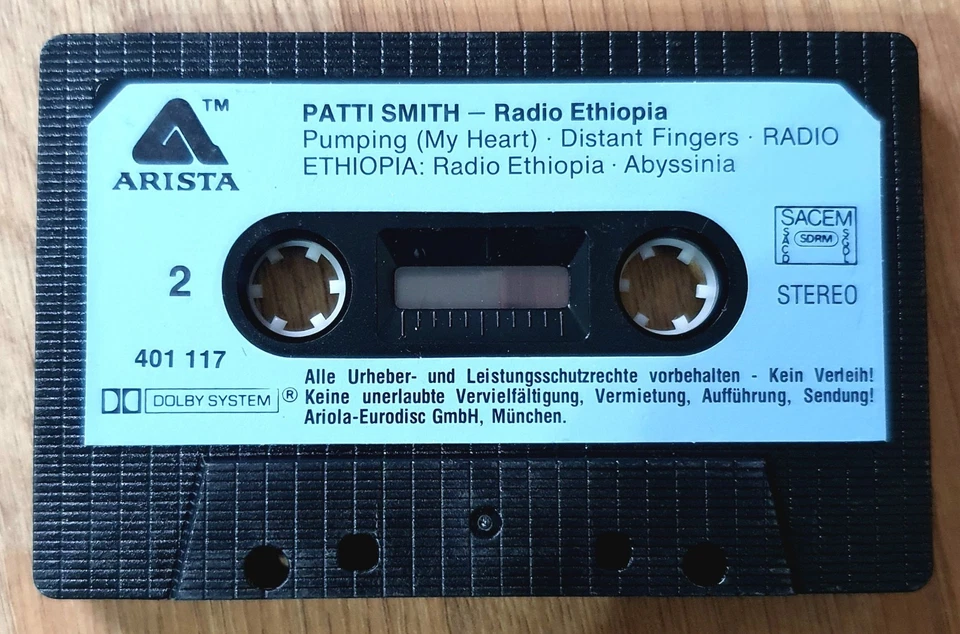 TM
ARISTA
PATTI SMITH — Radio Ethiopia
Pumping (My Heart) · Distant Fingers · RADIO
ETHIOPIA: Radio Ethiopia · Abyssinia
SACEM
SACD
SDRM
SGDL
2
STEREO
401 117
DOLBY SYSTEM ®
Alle Urheber- und Leistungsschutzrechte vorbehalten - Kein Verleih!
Keine unerlaubte Vervielfältigung, Vermietung, Aufführung, Sendung!
Ariola-Eurodisc GmbH, München.